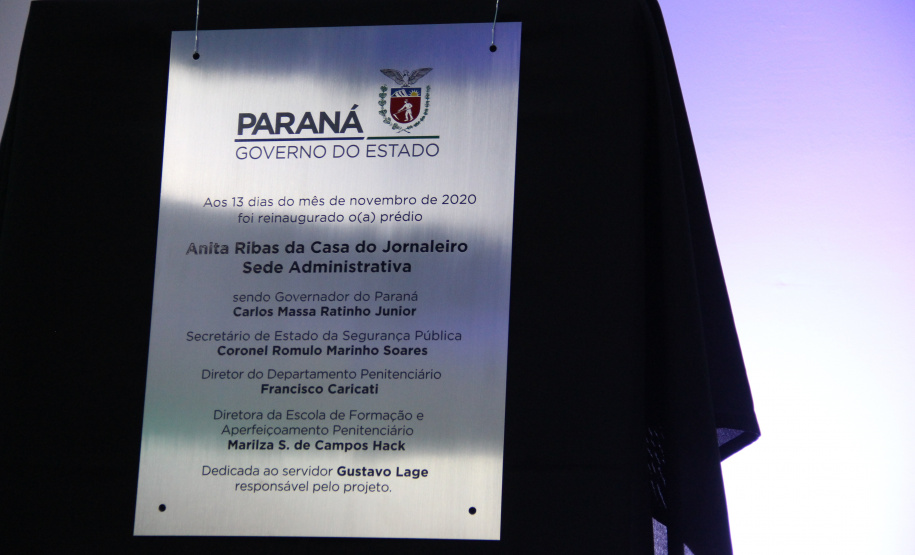 PARANÁ
GOVERNO DO ESTADO
Aos 13 dias do mês de novembro de 2020
foi reinaugurado o(a) prédio
Anita Ribas da Casa do Jornaleiro
Sede Administrativa
sendo Governador do Paraná
Carlos Massa Ratinho Junior
Secretário de Estado da Segurança Pública
Coronel Romulo Marinho Soares
Diretor do Departamento Penitenciário
Francisco Caricati
Diretora da Escola de Formação e
Aperfeiçoamento Penitenciário
Marilza S. de Campos Hack
Dedicada ao servidor Gustavo Lage
responsável pelo projeto.